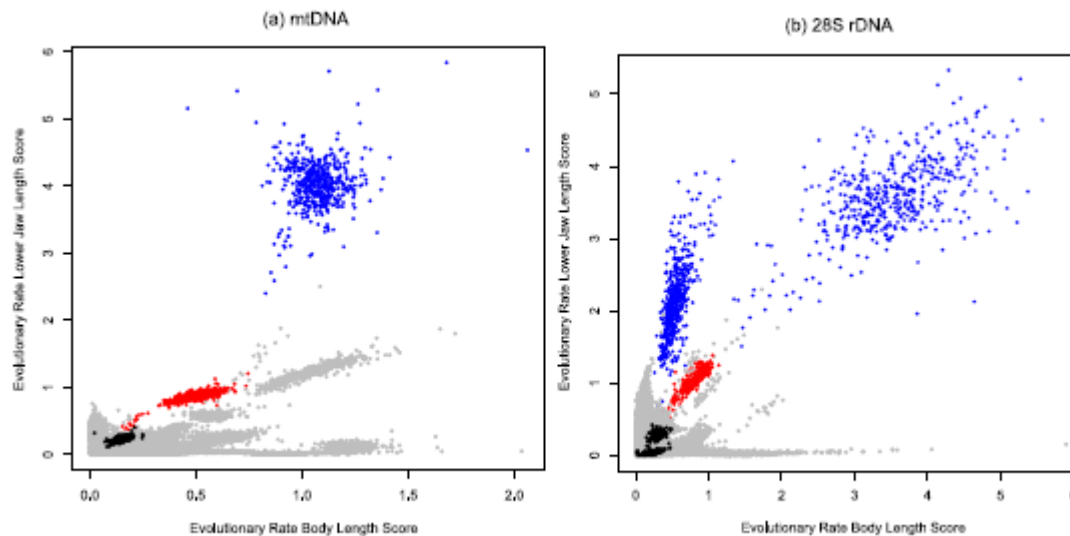 (a) mtDNA
Evolutionary Rate Lower Jaw Length Score
6
5
4
3
2
1
0
0.0 0.5 1.0 1.5 2.0
Evolutionary Rate Body Length Score
(b) 28S rDNA
Evolutionary Rate Lower Jaw Length Score
5
4
3
2
1
0
0 1 2 3 4 5
Evolutionary Rate Body Length Score